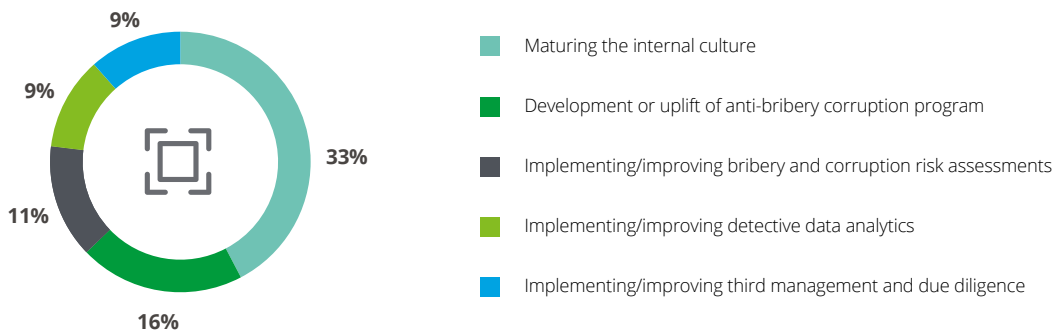 9%
9%
33%
11%
16%
Maturing the internal culture
Development or uplift of anti-bribery corruption program
Implementing/improving bribery and corruption risk assessments
Implementing/improving detective data analytics
Implementing/improving third management and due diligence